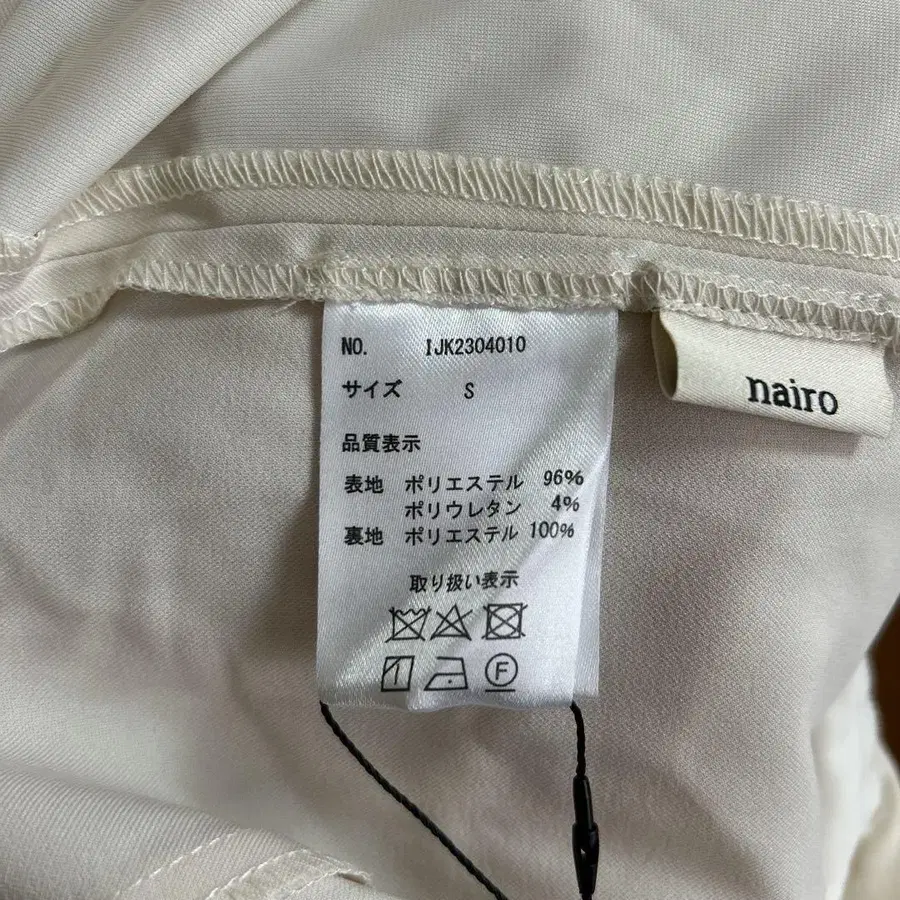 NO. IJK2304010
サイズ S
品質表示
表地 ポリエステル 96%
ポリウレタン 4%
裏地 ポリエステル 100%
取り扱い表示
F
nairo